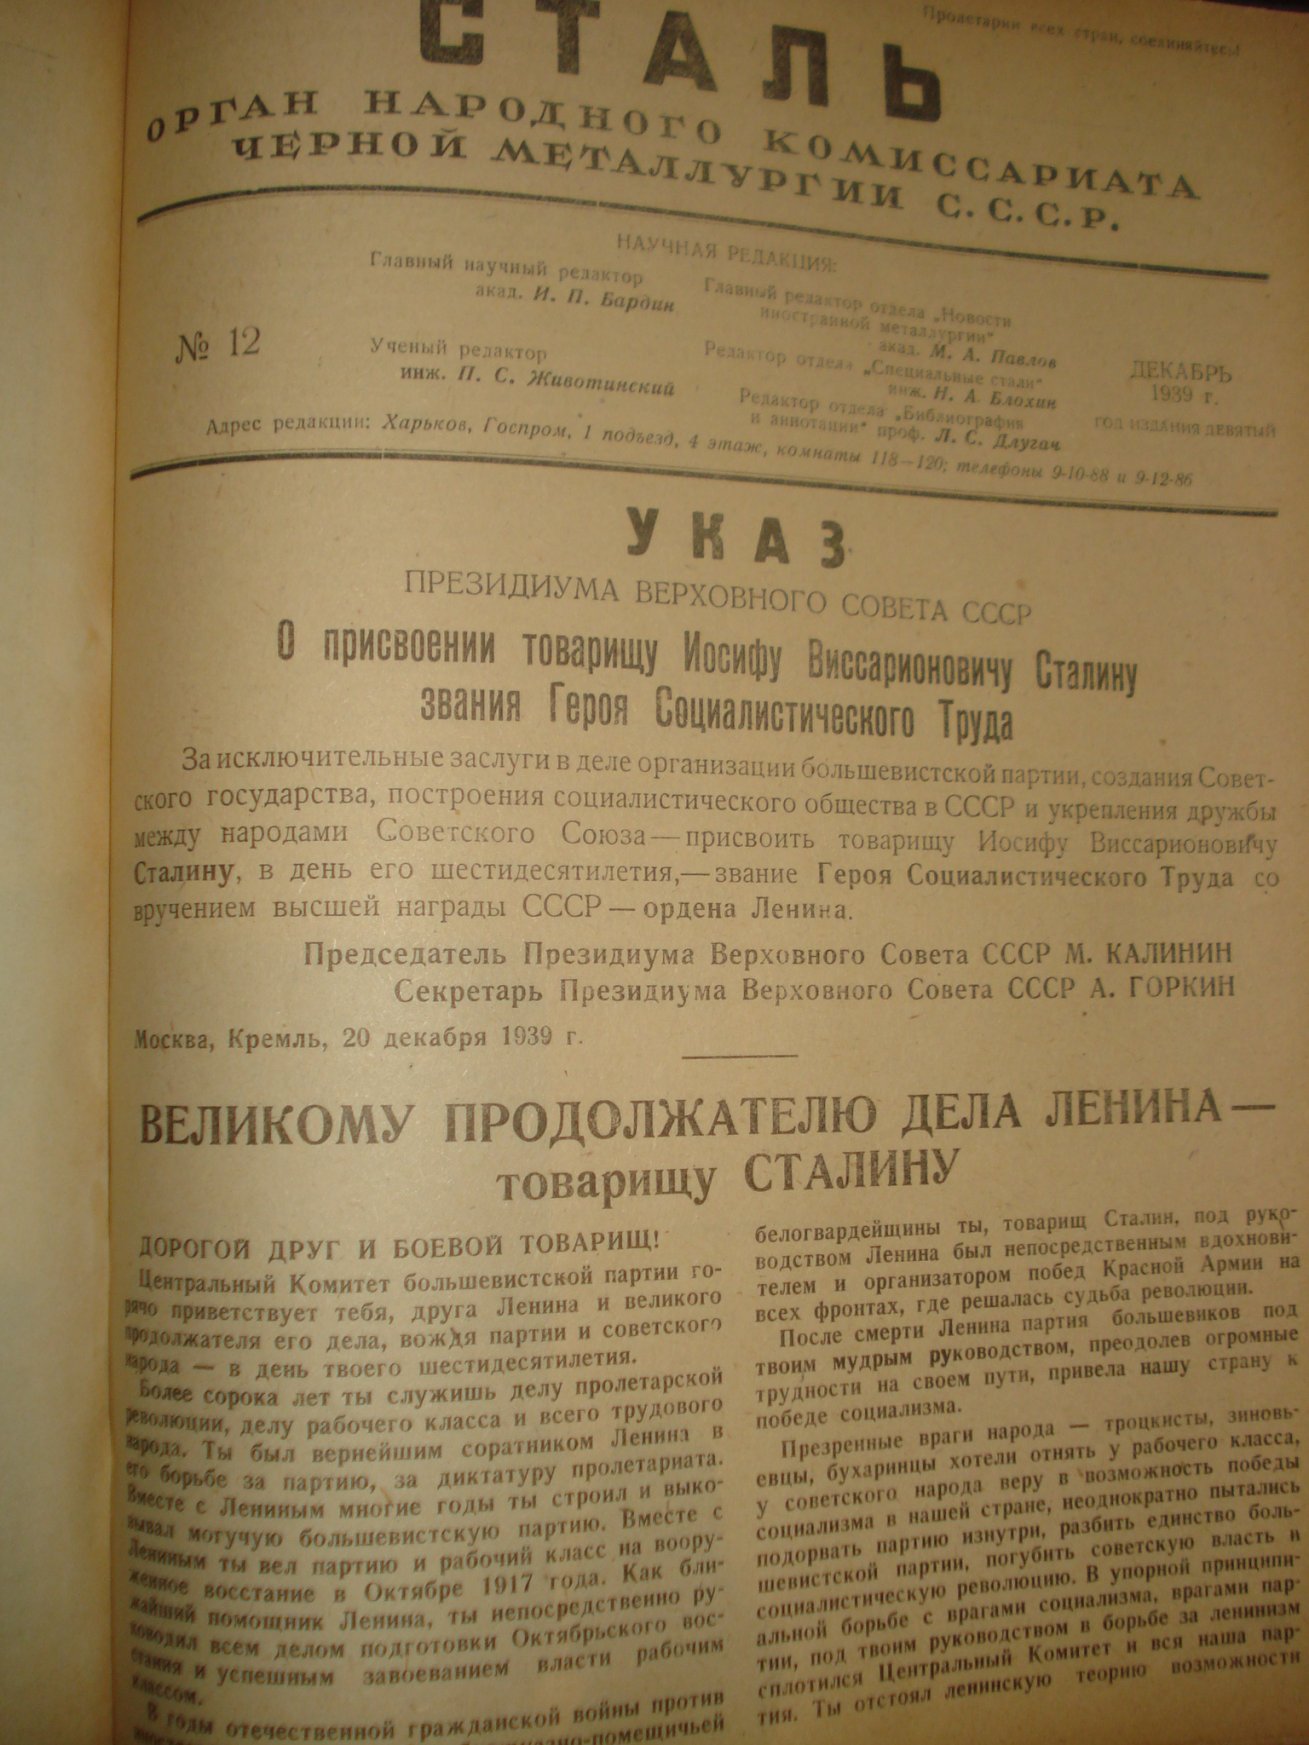 Пролетарии всех стран, соединяйтесь!
СТАЛЬ
ОРГАН НАРОДНОГО КОМИССАРИАТА
ЧЕРНОЙ МЕТАЛЛУРГИИ С.С.С.Р.
НАУЧНАЯ РЕДАКЦИЯ:
№ 12
Главный научный редактор
акад. И. П. Бардин
Ученый редактор
инж. П. С. Животинский
Главный редактор отдела „Новости
иностранной металлургии“
акад. М. А. Павлов
Редактор отдела „Специальные стали“
инж. Н. А. Блохин
Редактор отдела „Библиография
и аннотации“ проф. Л. С. Длугач
ДЕКАБРЬ
1939 г.
ГОД ИЗДАНИЯ ДЕВЯТЫЙ
Адрес редакции: Харьков, Госпром, 1 подъезд, 4 этаж, комнаты 118—120; телефоны 9-10-88 и 9-12-86
УКАЗ
ПРЕЗИДИУМА ВЕРХОВНОГО СОВЕТА СССР
О присвоении товарищу Иосифу Виссарионовичу Сталину
звания Героя Социалистического Труда
За исключительные заслуги в деле организации большевистской партии, создания Совет-
ского государства, построения социалистического общества в СССР и укрепления дружбы
между народами Советского Союза — присвоить товарищу Иосифу Виссарионовичу
Сталину, в день его шестидесятилетия, — звание Героя Социалистического Труда со
вручением высшей награды СССР — ордена Ленина.
Председатель Президиума Верховного Совета СССР М. КАЛИНИН
Секретарь Президиума Верховного Совета СССР А. ГОРКИН
Москва, Кремль, 20 декабря 1939 г.
ВЕЛИКОМУ ПРОДОЛЖАТЕЛЮ ДЕЛА ЛЕНИНА —
товарищу СТАЛИНУ
ДОРОГОЙ ДРУГ И БОЕВОЙ ТОВАРИЩ!
Центральный Комитет большевистской партии го-
рячо приветствует тебя, друга Ленина и великого
продолжателя его дела, вождя партии и советского
народа — в день твоего шестидесятилетия.
Более сорока лет ты служишь делу пролетарской
революции, делу рабочего класса и всего трудового
народа. Ты был вернейшим соратником Ленина в
его борьбе за партию, за диктатуру пролетариата.
Вместе с Лениным многие годы ты строил и выко-
вывал могучую большевистскую партию. Вместе с
Лениным ты вел партию и рабочий класс на воору-
женное восстание в Октябре 1917 года. Как бли-
жайший помощник Ленина, ты непосредственно ру-
ководил всем делом подготовки Октябрьского вос-
стания и успешным завоеванием власти рабочим
классом.
В годы отечественной гражданской войны против
помещичьей
белогвардейщины ты, товарищ Сталин, под руко-
водством Ленина был непосредственным вдохнови-
телем и организатором побед Красной Армии на
всех фронтах, где решалась судьба революции.
После смерти Ленина партия большевиков под
твоим мудрым руководством, преодолев огромные
трудности на своем пути, привела нашу страну к
победе социализма.
Презренные враги народа — троцкисты, зиновь-
евцы, бухаринцы хотели отнять у рабочего класса,
у советского народа веру в возможность победы
социализма в нашей стране, неоднократно пытались
подорвать партию изнутри, разбить единство боль-
шевистской партии, погубить советскую власть и
социалистическую революцию. В упорной принципи-
альной борьбе с врагами социализма, врагами пар-
тии, под твоим руководством в борьбе за ленинизм
сплотился Центральный Комитет и вся наша пар-
тия. Ты отстоял ленинскую теорию возможности